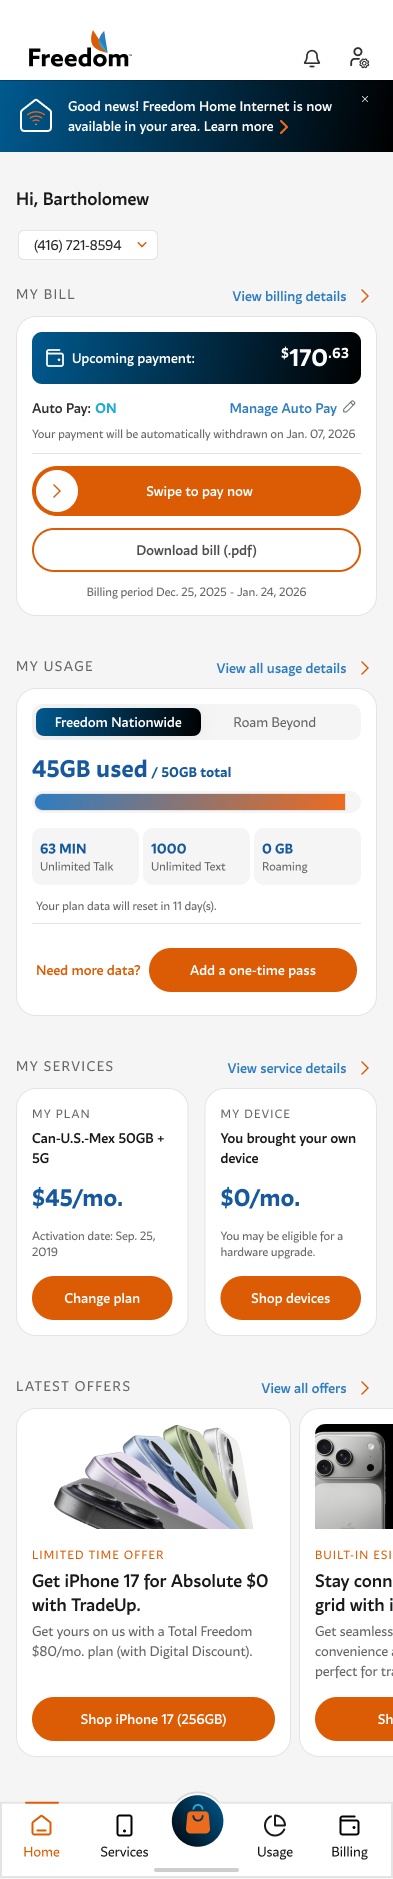 Freedom
Good news! Freedom Home Internet is now
available in your area. Learn more
Hi, Bartholomew
(416) 721-8594
MY BILL
View billing details
Upcoming payment:
$170.63
Auto Pay: ON
Manage Auto Pay
Your payment will be automatically withdrawn on Jan. 07, 2026
Swipe to pay now
Download bill (.pdf)
Billing period Dec. 25, 2025 - Jan. 24, 2026
MY USAGE
View all usage details
Freedom Nationwide
Roam Beyond
45GB used / 50GB total
63 MIN
Unlimited Talk
1000
Unlimited Text
0 GB
Roaming
Your plan data will reset in 11 day(s).
Need more data?
Add a one-time pass
MY SERVICES
View service details
MY PLAN
Can-U.S.-Mex 50GB +
5G
$45/mo.
Activation date: Sep. 25,
2019
Change plan
MY DEVICE
You brought your own
device
$0/mo.
You may be eligible for a
hardware upgrade.
Shop devices
LATEST OFFERS
View all offers
LIMITED TIME OFFER
Get iPhone 17 for Absolute $0
with TradeUp.
Get yours on us with a Total Freedom
$80/mo. plan (with Digital Discount).
Shop iPhone 17 (256GB)
BUILT-IN ESI
Stay conn
grid with i
Get seamless
convenience
perfect for tra
Sh
Home
Services
Usage
Billing